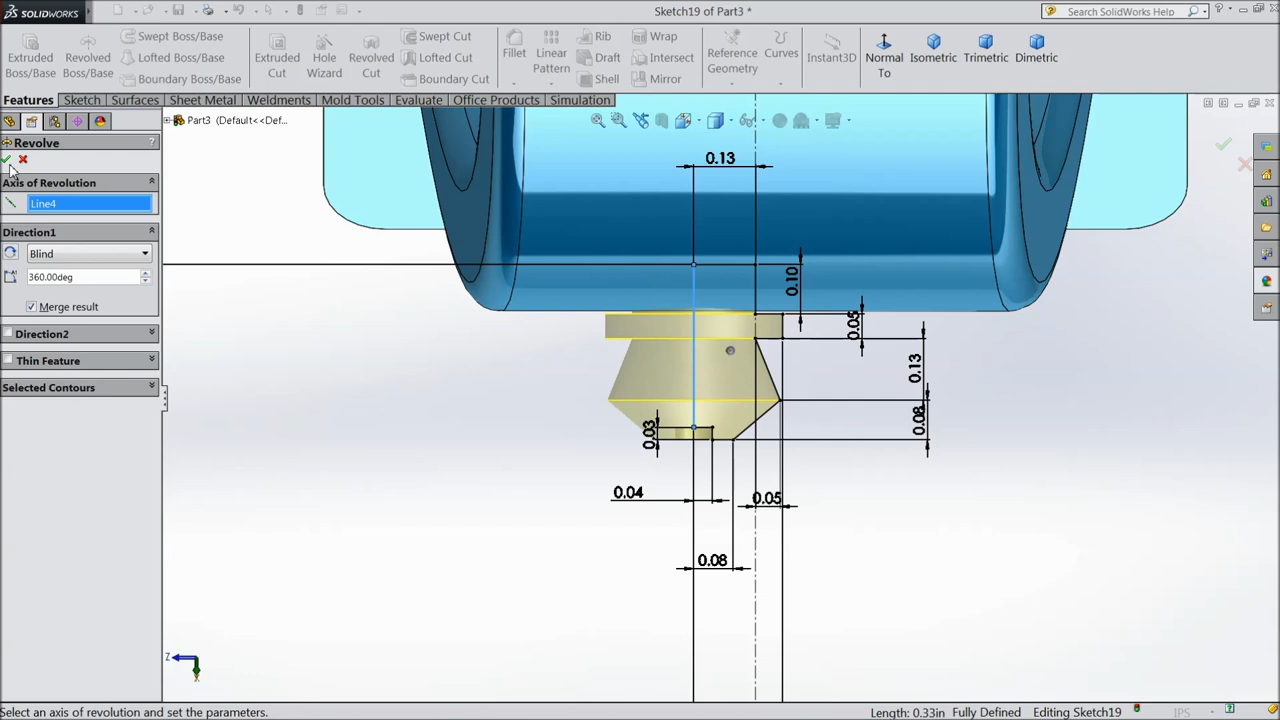 SOLIDWORKS
Sketch19 of Part3 *
Search SolidWorks Help
Extruded Boss/Base
Revolved Boss/Base
Swept Boss/Base
Lofted Boss/Base
Boundary Boss/Base
Extruded Cut
Hole Wizard
Revolved Cut
Swept Cut
Lofted Cut
Boundary Cut
Fillet
Linear Pattern
Rib
Draft
Shell
Wrap
Intersect
Mirror
Reference Geometry
Curves
Instant3D
Normal To
Isometric
Trimetric
Dimetric
Features
Sketch
Surfaces
Sheet Metal
Weldments
Mold Tools
Evaluate
Office Products
Simulation
Part3 (Default<<Def...
Revolve
?
Axis of Revolution
Line4
Direction1
Blind
360.00deg
Merge result
Direction2
Thin Feature
Selected Contours
0.13
0.10
0.05
0.13
0.08
0.03
0.04
0.05
0.08
Z
Select an axis of revolution and set the parameters.
Length: 0.33in
Fully Defined
Editing Sketch19
IPS